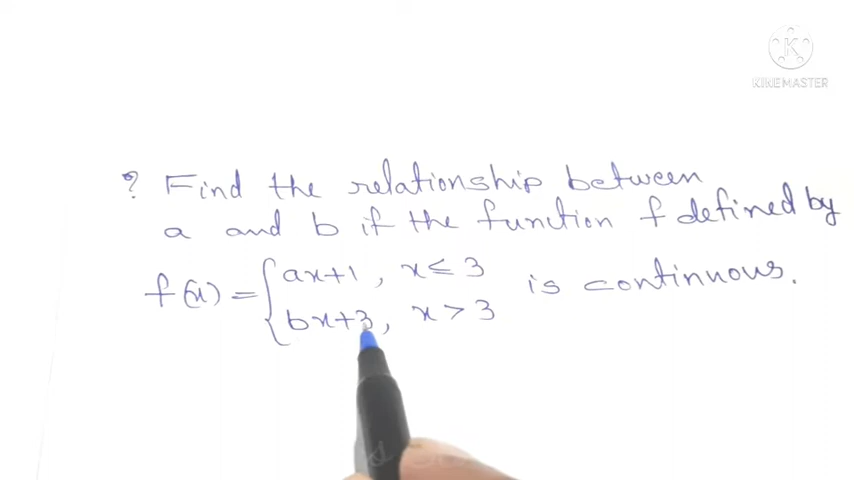 K
KINEMASTER
? Find the relationship between
a and b if the function f defined by
f(x) = { ax+1 , x ≤ 3
bx+3 , x > 3
is continuous.